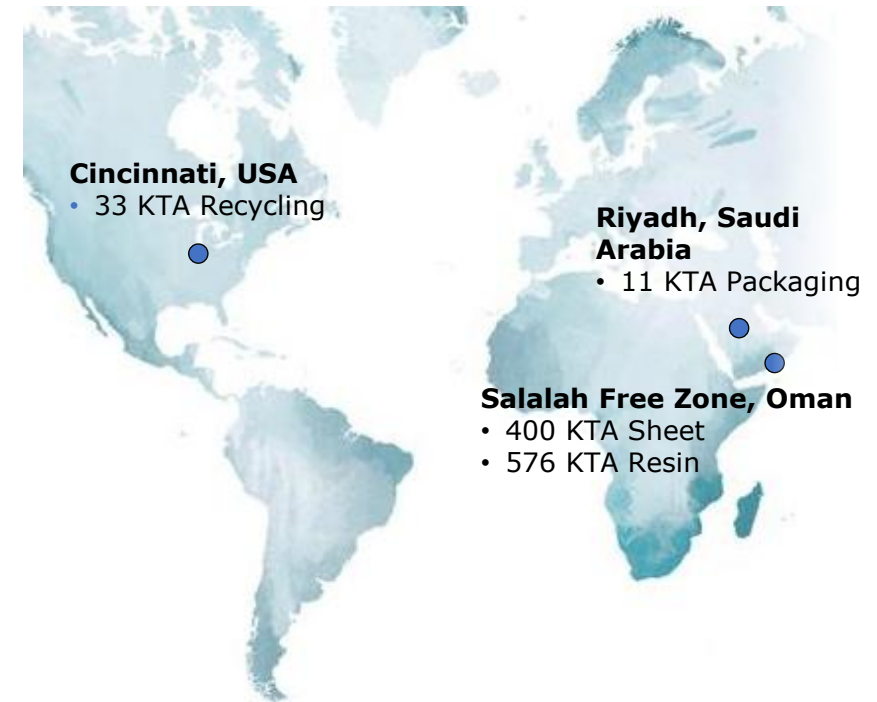 Cincinnati, USA
• 33 KTA Recycling
Riyadh, Saudi
Arabia
• 11 KTA Packaging
Salalah Free Zone, Oman
• 400 KTA Sheet
• 576 KTA Resin